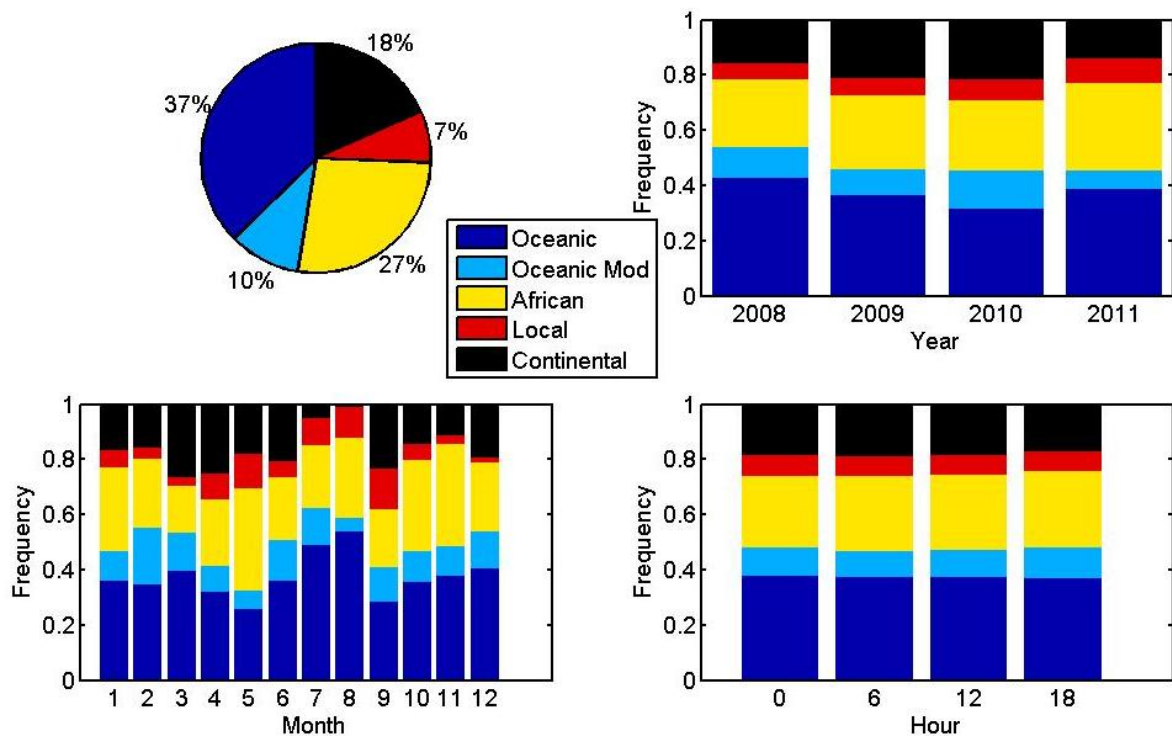 18%
37%
7%
27%
10%
Oceanic
Oceanic Mod
African
Local
Continental
1
0.8
0.6
0.4
0.2
0
Frequency
2008 2009 2010 2011
Year
1
0.8
0.6
0.4
0.2
0
Frequency
1 2 3 4 5 6 7 8 9 10 11 12
Month
1
0.8
0.6
0.4
0.2
0
Frequency
0 6 12 18
Hour